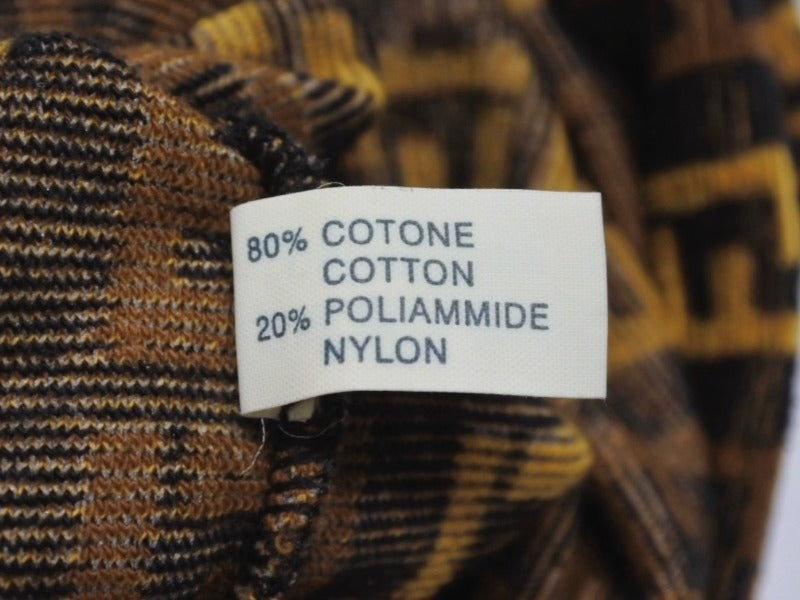 80% COTONE
COTTON
20% POLIAMMIDE
NYLON